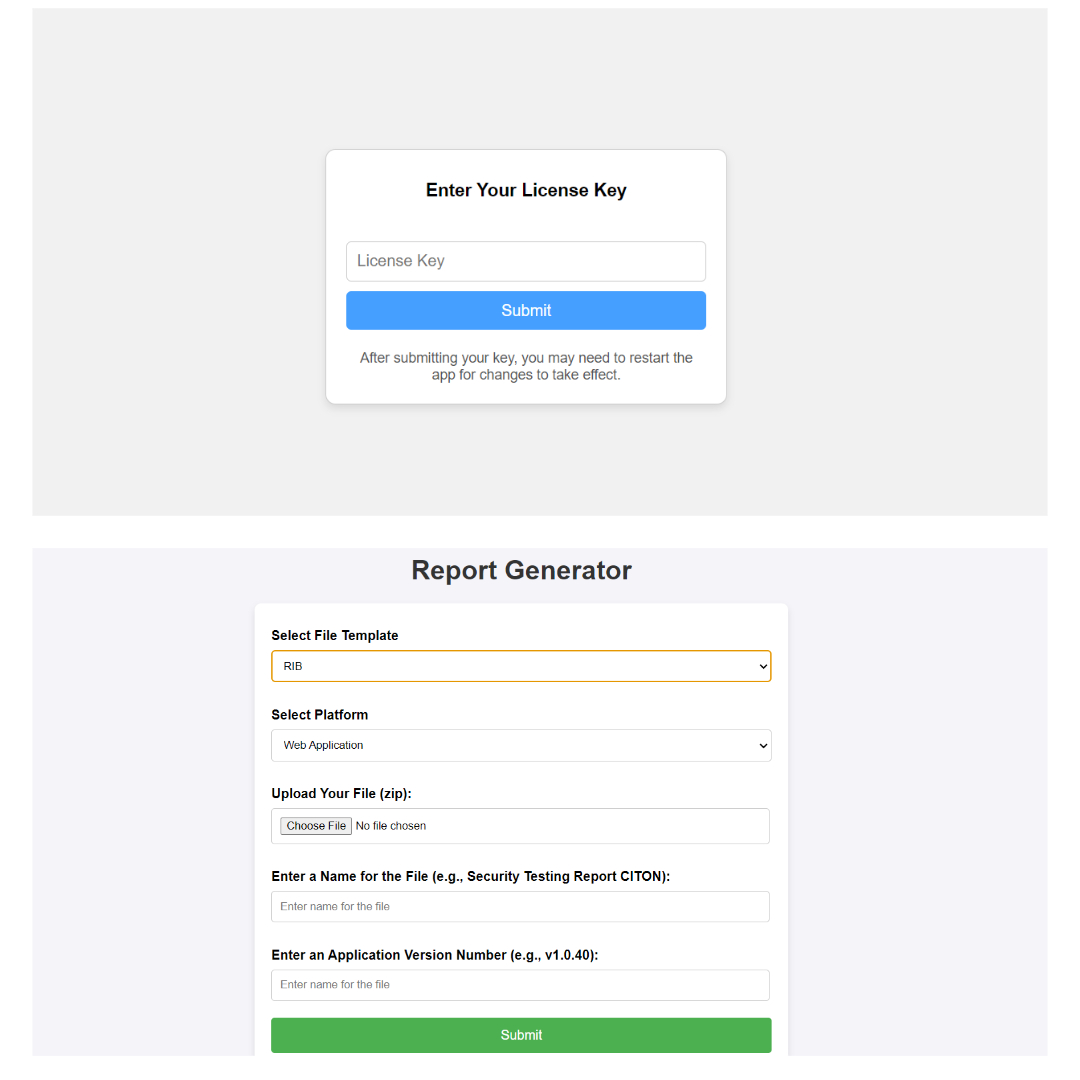 Enter Your License Key
License Key
Submit
After submitting your key, you may need to restart the
app for changes to take effect.
Report Generator
Select File Template
RIB
Select Platform
Web Application
Upload Your File (zip):
Choose File No file chosen
Enter a Name for the File (e.g., Security Testing Report CITON):
Enter name for the file
Enter an Application Version Number (e.g., v1.0.40):
Enter name for the file
Submit